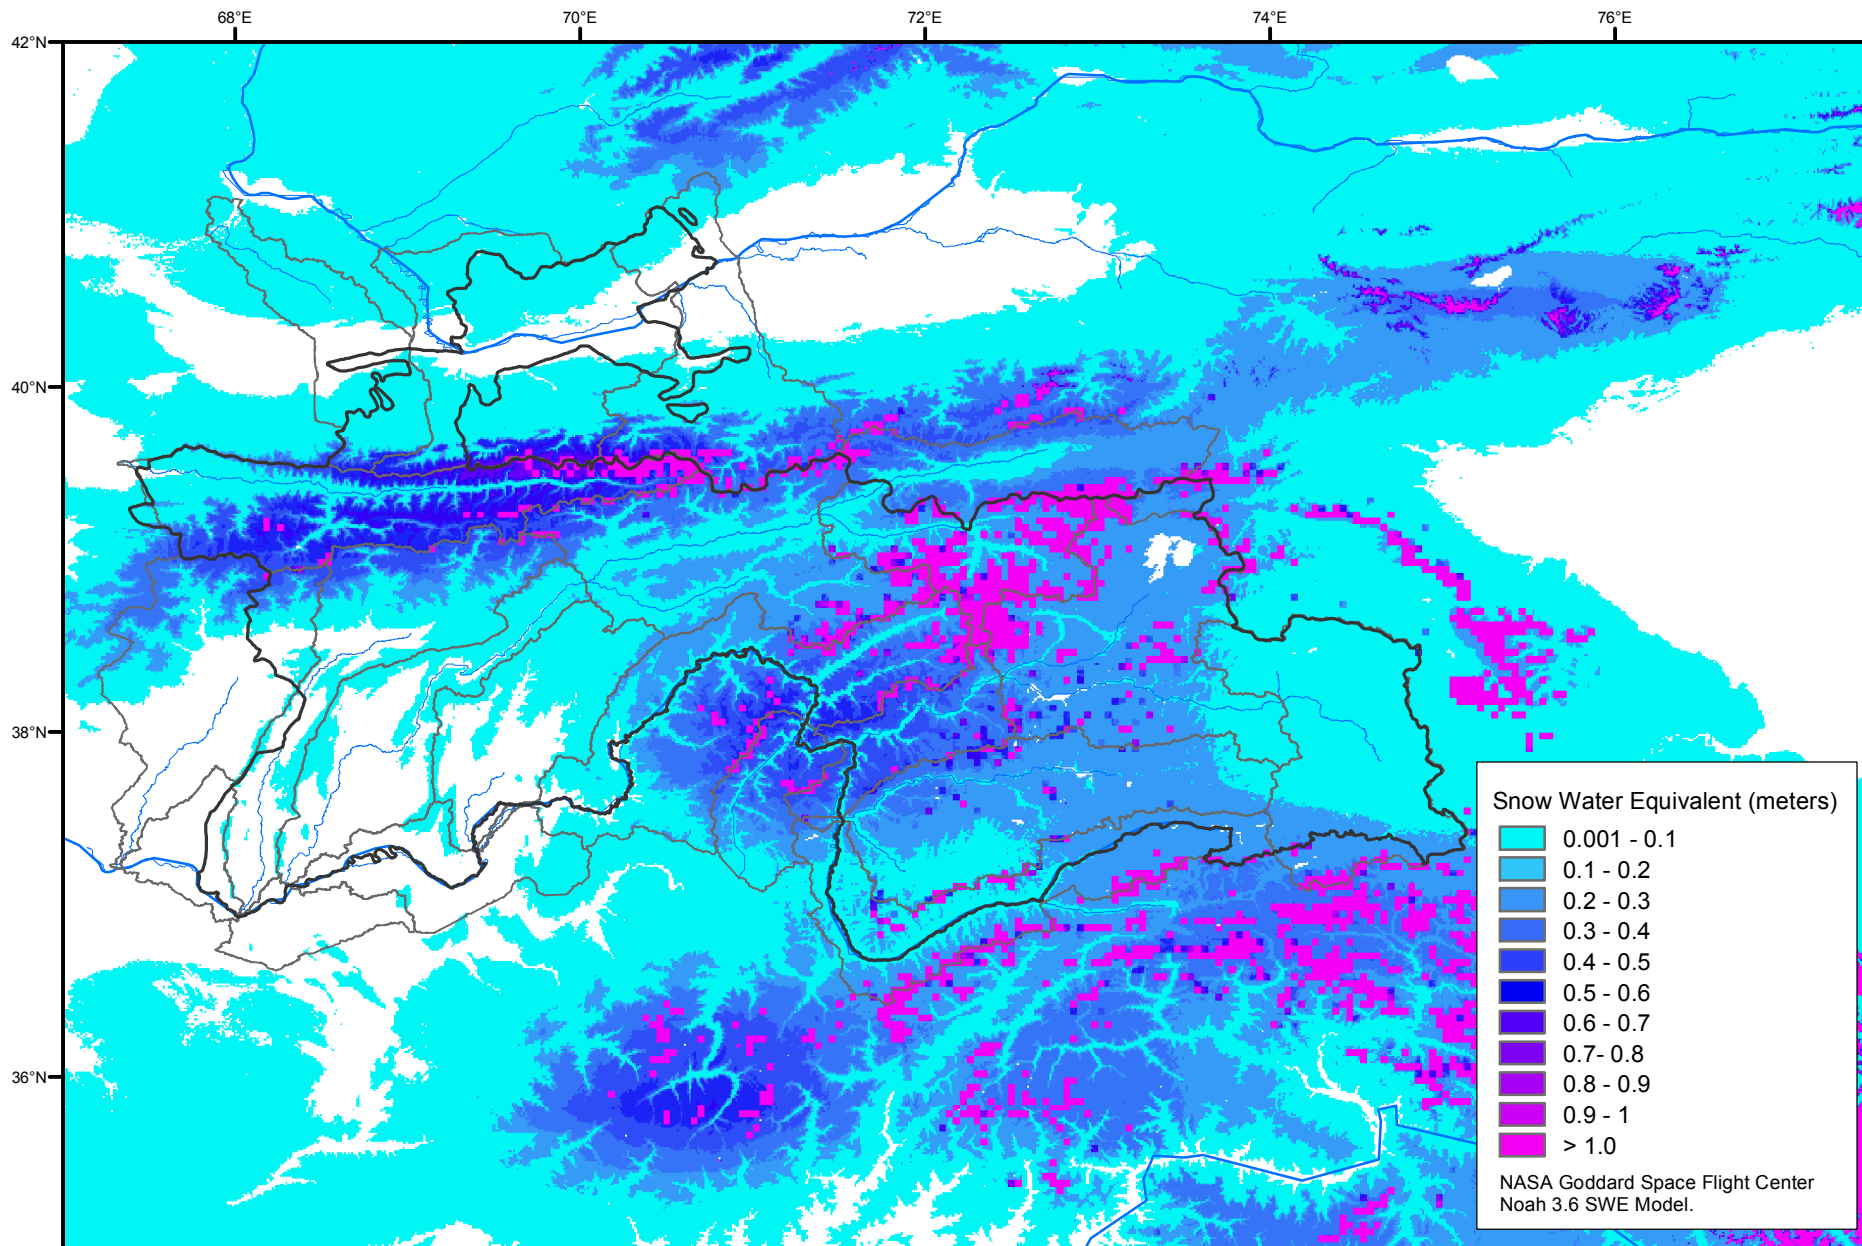 68°E 70°E 72°E 74°E 76°E
42°N
40°N
38°N
36°N
Snow Water Equivalent (meters)
0.001 - 0.1
0.1 - 0.2
0.2 - 0.3
0.3 - 0.4
0.4 - 0.5
0.5 - 0.6
0.6 - 0.7
0.7- 0.8
0.8 - 0.9
0.9 - 1
> 1.0
NASA Goddard Space Flight Center
Noah 3.6 SWE Model.